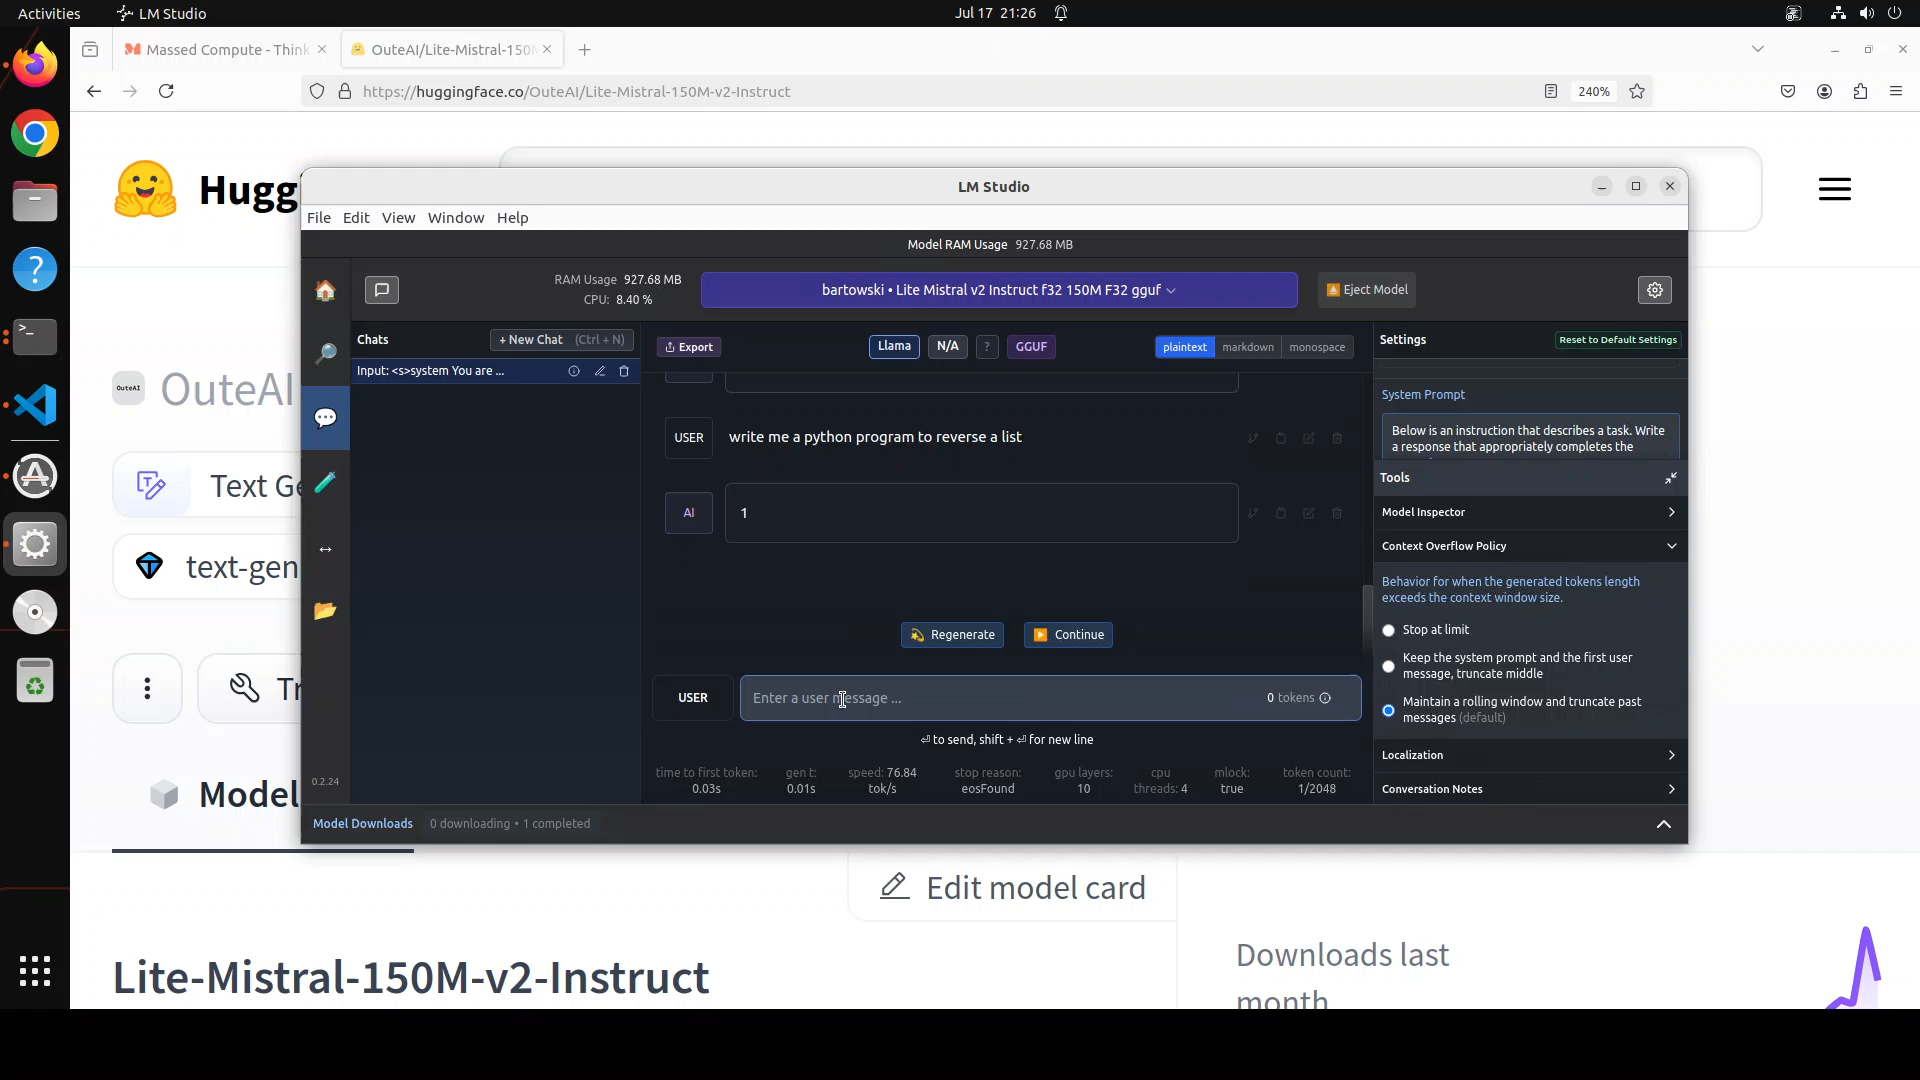 Activities
LM Studio
Jul 17 21:26
Massed Compute - Think
OuteAI/Lite-Mistral-150M
https://huggingface.co/OuteAI/Lite-Mistral-150M-v2-Instruct
240%
Hugg
LM Studio
File Edit View Window Help
Model RAM Usage 927.68 MB
RAM Usage 927.68 MB
CPU: 8.40 %
bartowski • Lite Mistral v2 Instruct f32 150M F32 gguf
Eject Model
Chats
+ New Chat (Ctrl + N)
Export
Llama
N/A
?
GGUF
plaintext
markdown
monospace
Settings
Reset to Default Settings
Input: <s>system You are ...
System Prompt
Below is an instruction that describes a task. Write
a response that appropriately completes the
USER
write me a python program to reverse a list
AI
1
Tools
Model Inspector
Context Overflow Policy
Behavior for when the generated tokens length
exceeds the context window size.
Stop at limit
Keep the system prompt and the first user
message, truncate middle
Maintain a rolling window and truncate past
messages (default)
Localization
Conversation Notes
Regenerate
Continue
USER
Enter a user message ...
0 tokens
⏎ to send, shift + ⏎ for new line
time to first token: gen t: speed: 76.84 stop reason: gpu layers: cpu mlock: token count:
0.03s 0.01s tok/s eosFound 10 threads: 4 true 1/2048
0.2.24
Model Downloads 0 downloading • 1 completed
OuteAI
OuteAI
Text Ge
text-gen
Tr
Model
Edit model card
Lite-Mistral-150M-v2-Instruct
Downloads last
month